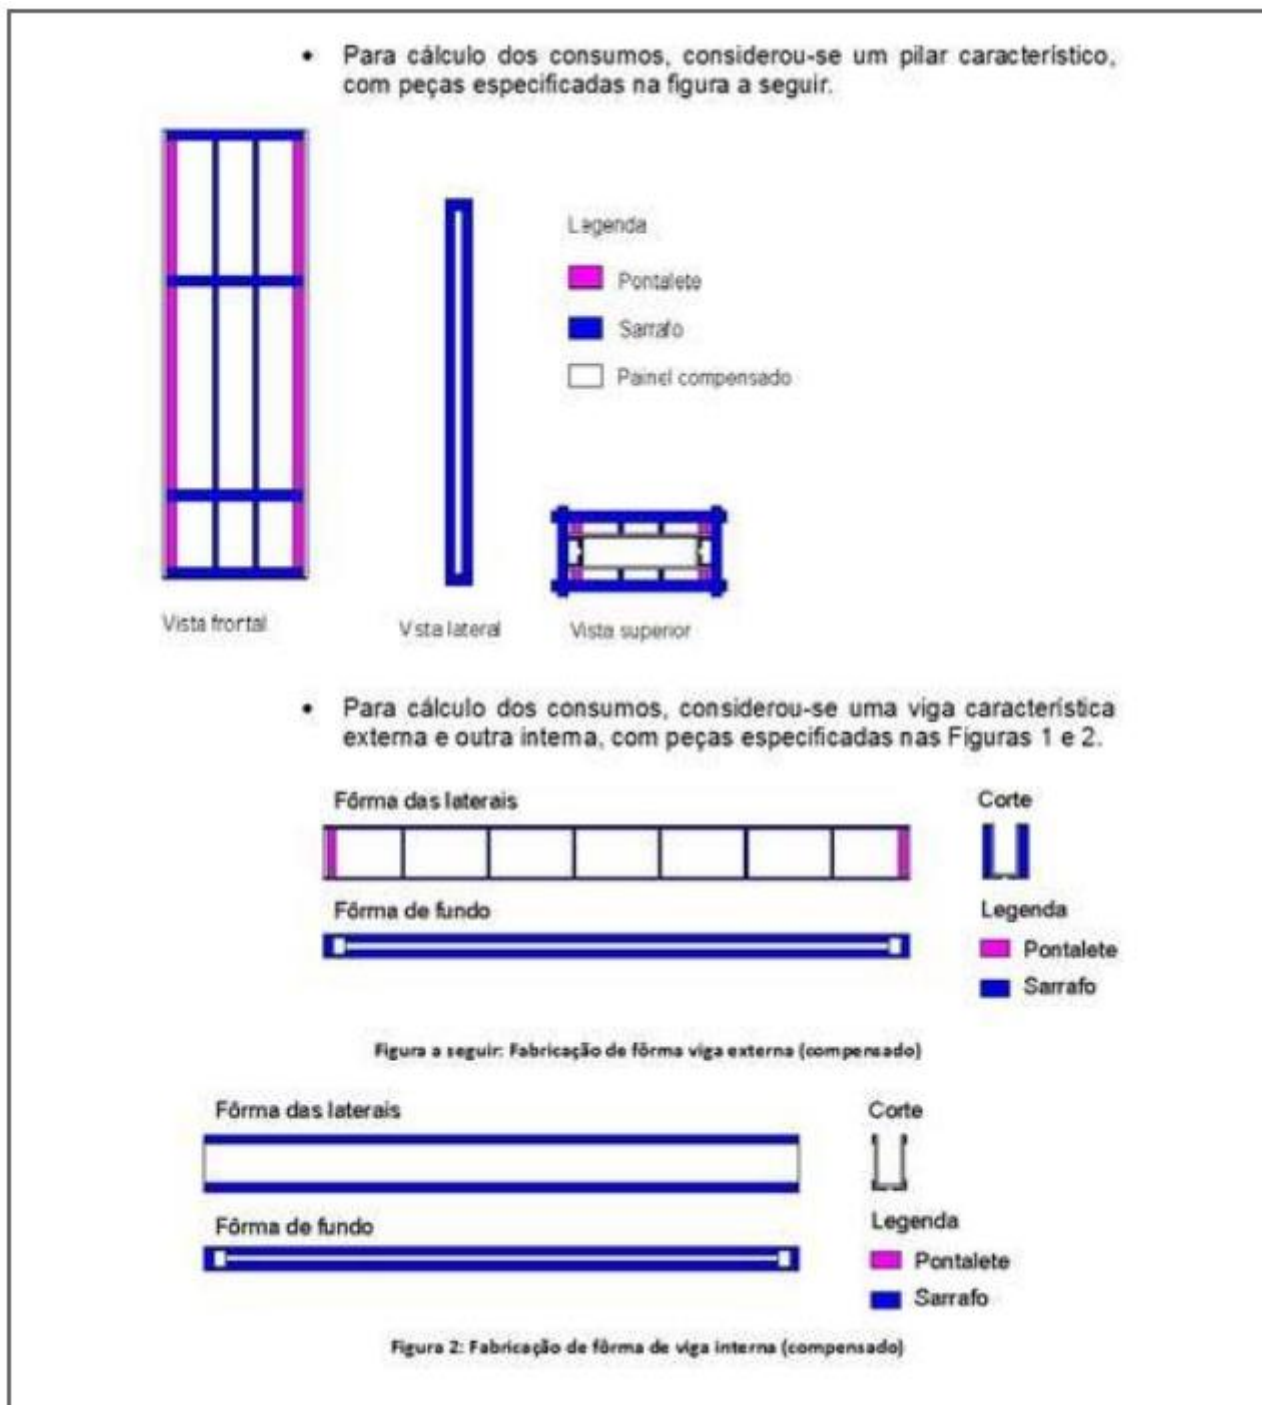 • Para cálculo dos consumos, considerou-se um pilar característico,
com peças especificadas na figura a seguir.
Legenda
Pontalete
Sarrafo
Painel compensado
Vista frontal
Vista lateral
Vista superior
• Para cálculo dos consumos, considerou-se uma viga característica
externa e outra interna, com peças especificadas nas Figuras 1 e 2.
Fôrma das laterais
Corte
Fôrma de fundo
Legenda
Pontalete
Sarrafo
Figura a seguir: Fabricação de fôrma viga externa (compensado)
Fôrma das laterais
Corte
Fôrma de fundo
Legenda
Pontalete
Sarrafo
Figura 2: Fabricação de fôrma de viga interna (compensado)